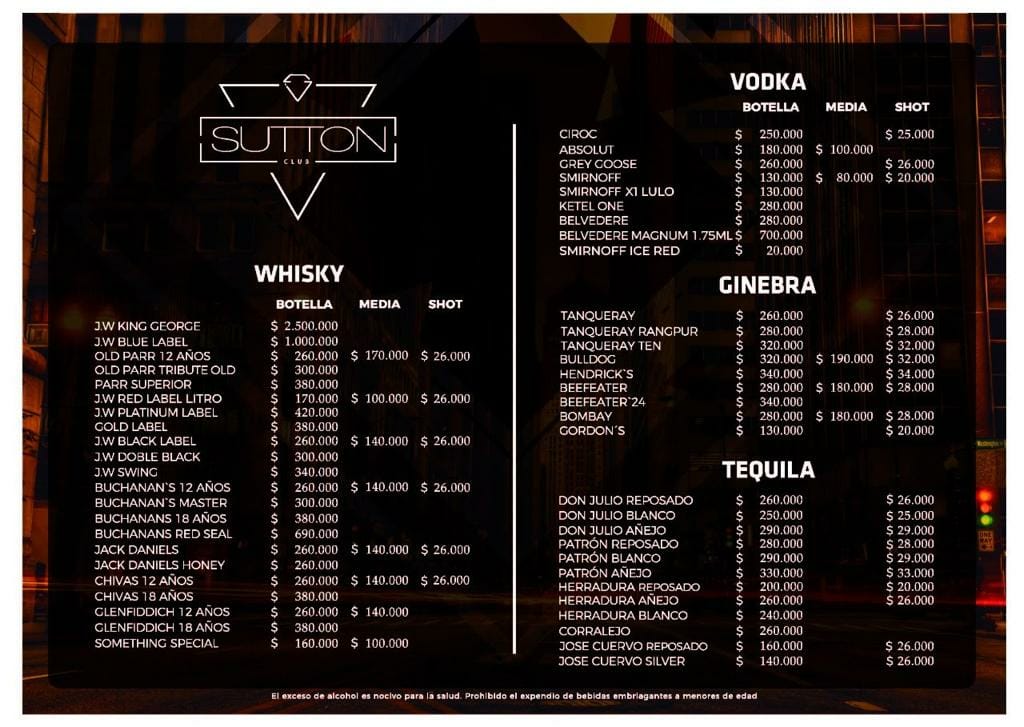 SUTTON
CLUB
WHISKY
BOTELLA MEDIA SHOT
J.W KING GEORGE $ 2.500.000
J.W BLUE LABEL $ 1.000.000
OLD PARR 12 AÑOS $ 260.000 $ 170.000 $ 26.000
OLD PARR TRIBUTE OLD $ 300.000
PARR SUPERIOR $ 380.000
J.W RED LABEL LITRO $ 170.000 $ 100.000 $ 26.000
J.W PLATINUM LABEL $ 420.000
GOLD LABEL $ 380.000
J.W BLACK LABEL $ 260.000 $ 140.000 $ 26.000
J.W DOBLE BLACK $ 300.000
J.W SWING $ 340.000
BUCHANAN`S 12 AÑOS $ 260.000 $ 140.000 $ 26.000
BUCHANAN`S MASTER $ 300.000
BUCHANANS 18 AÑOS $ 380.000
BUCHANANS RED SEAL $ 690.000
JACK DANIELS $ 260.000 $ 140.000 $ 26.000
JACK DANIELS HONEY $ 260.000
CHIVAS 12 AÑOS $ 260.000 $ 140.000 $ 26.000
CHIVAS 18 AÑOS $ 380.000
GLENFIDDICH 12 AÑOS $ 260.000 $ 140.000
GLENFIDDICH 18 AÑOS $ 380.000
SOMETHING SPECIAL $ 160.000 $ 100.000
VODKA
BOTELLA MEDIA SHOT
CIROC $ 250.000 $ 25.000
ABSOLUT $ 180.000 $ 100.000
GREY GOOSE $ 260.000 $ 26.000
SMIRNOFF $ 130.000 $ 80.000 $ 20.000
SMIRNOFF X1 LULO $ 130.000
KETEL ONE $ 280.000
BELVEDERE $ 280.000
BELVEDERE MAGNUM 1.75ML $ 700.000
SMIRNOFF ICE RED $ 20.000
GINEBRA
TANQUERAY $ 260.000 $ 26.000
TANQUERAY RANGPUR $ 280.000 $ 28.000
TANQUERAY TEN $ 320.000 $ 32.000
BULLDOG $ 320.000 $ 190.000 $ 32.000
HENDRICK`S $ 340.000 $ 34.000
BEEFEATER $ 280.000 $ 180.000 $ 28.000
BEEFEATER`24 $ 340.000
BOMBAY $ 280.000 $ 180.000 $ 28.000
GORDON´S $ 130.000 $ 20.000
TEQUILA
DON JULIO REPOSADO $ 260.000 $ 26.000
DON JULIO BLANCO $ 250.000 $ 25.000
DON JULIO AÑEJO $ 290.000 $ 29.000
PATRÓN REPOSADO $ 280.000 $ 28.000
PATRÓN BLANCO $ 290.000 $ 29.000
PATRÓN AÑEJO $ 330.000 $ 33.000
HERRADURA REPOSADO $ 200.000 $ 20.000
HERRADURA AÑEJO $ 260.000 $ 26.000
HERRADURA BLANCO $ 240.000
CORRALEJO $ 260.000
JOSE CUERVO REPOSADO $ 160.000 $ 26.000
JOSE CUERVO SILVER $ 140.000 $ 26.000
ONE WAY
El exceso de alcohol es nocivo para la salud. Prohibido el expendio de bebidas embriagantes a menores de edad